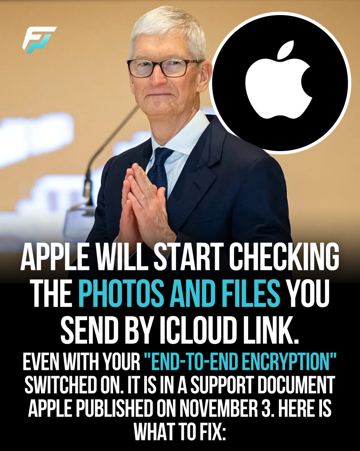 APPLE WILL START CHECKING
THE PHOTOS AND FILES YOU
SEND BY ICLOUD LINK.
EVEN WITH YOUR "END-TO-END ENCRYPTION"
SWITCHED ON. IT IS IN A SUPPORT DOCUMENT
APPLE PUBLISHED ON NOVEMBER 3. HERE IS
WHAT TO FIX: